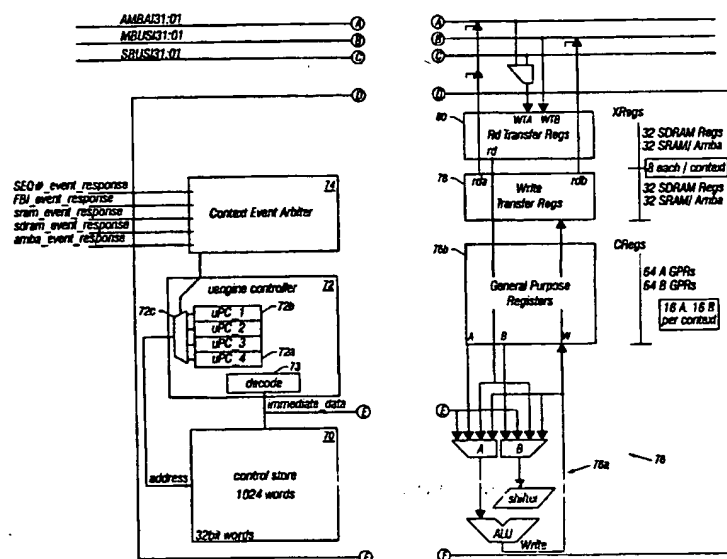 AMBA[31:0]
MBUS[31:0]
SBUS[31:0]
A
B
C
D
SEQ#_event_response
FBI_event_response
sram_event_response
sdram_event_response
amba_event_response
74
Context Event Arbiter
uengine controller
72
72c
uPC_1
uPC_2
uPC_3
uPC_4
72b
72a
73
decode
immediate_data
E
70
control store
1024 words
address
32bit words
F
A
B
C
D
80
WTA WTB
Rd Transfer Regs
rd
XRegs
32 SDRAM Regs
32 SRAM/ Amba
8 each / context
78
rda
rdb
Write
Transfer Regs
32 SDRAM Regs
32 SRAM/ Amba
76b
General Purpose
Registers
A B W
CRegs
64 A GPRs
64 B GPRs
16 A, 16 B
per context
E
A
B
shifter
76a
76
ALU
Write
F